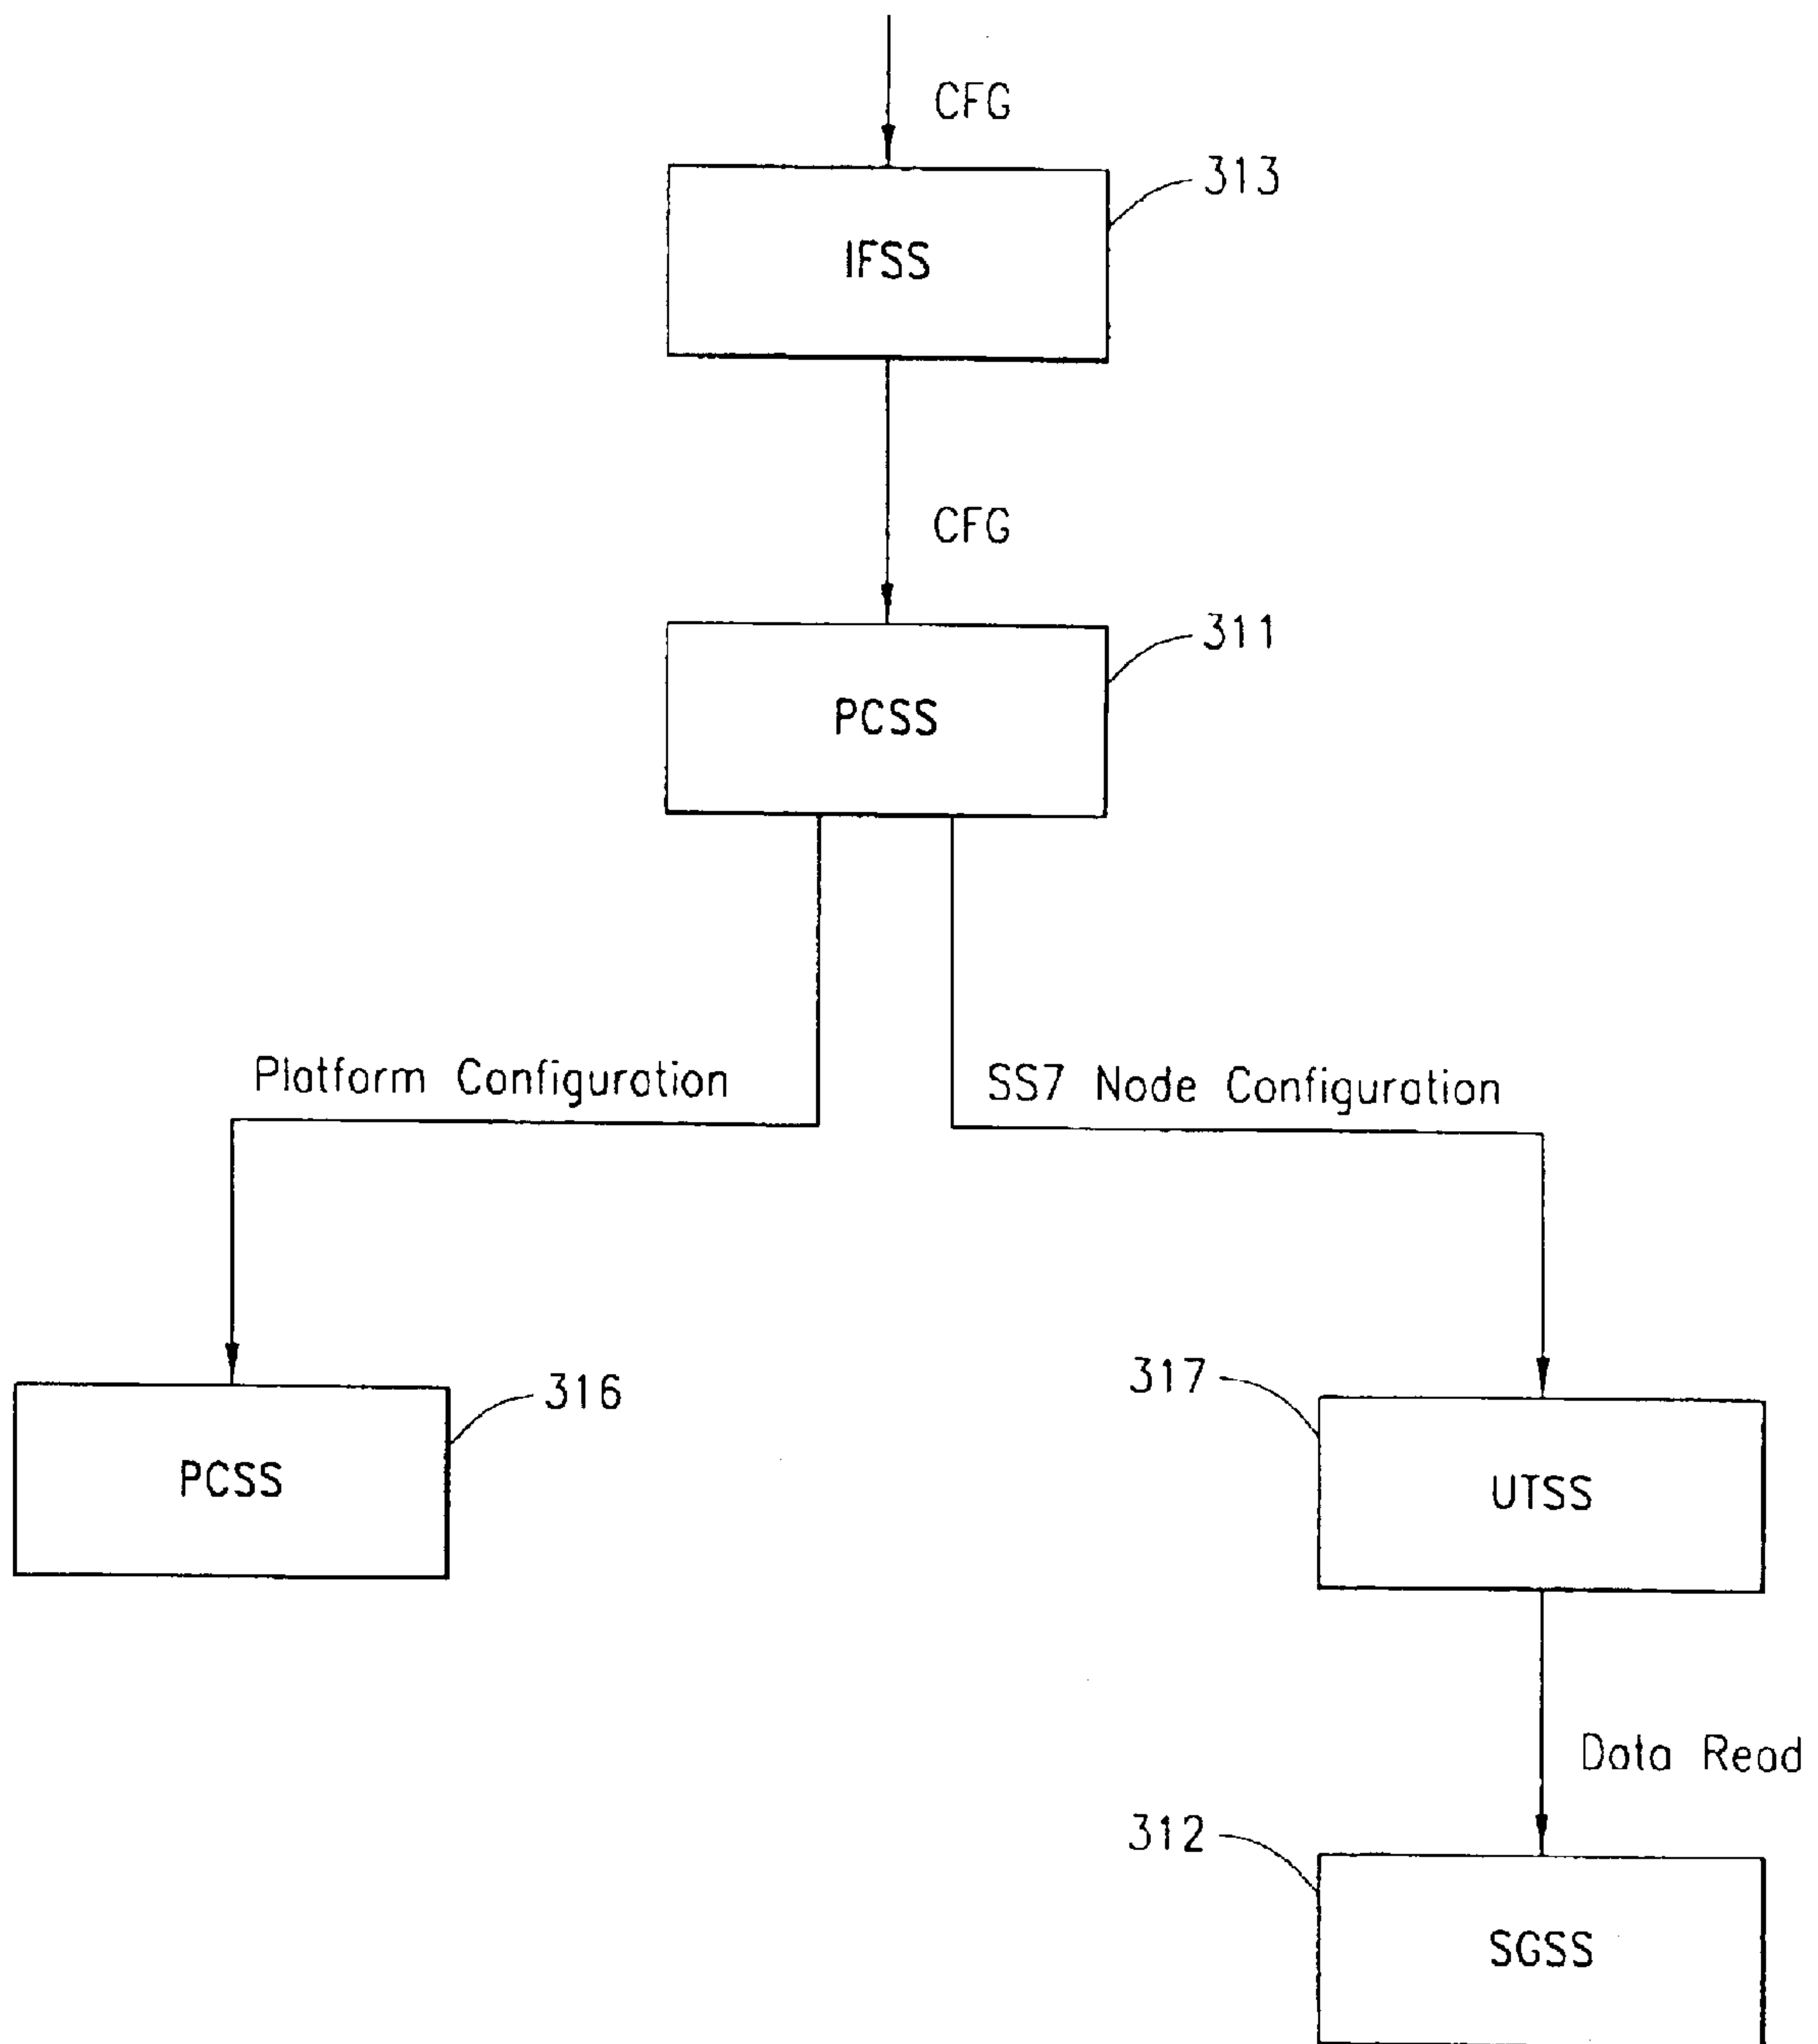 CFG
313
IFSS
CFG
311
PCSS
Platform Configuration
SS7 Node Configuration
316
317
PCSS
UTSS
Data Read
312
SGSS